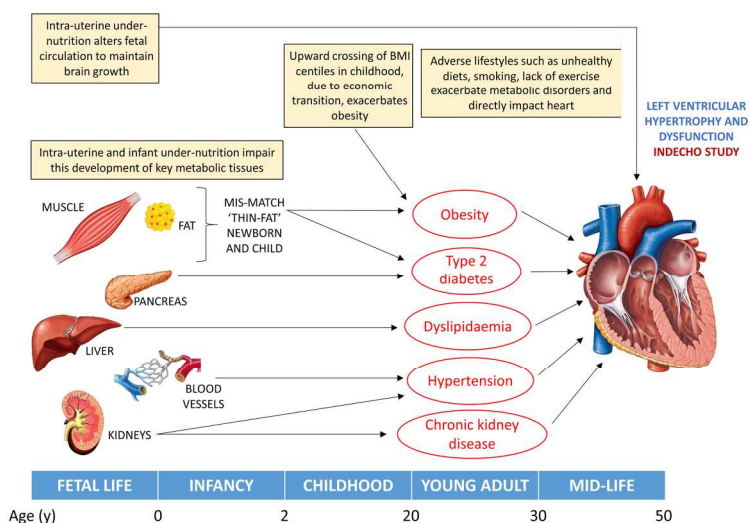 Intra-uterine under-
nutrition alters fetal
circulation to maintain
brain growth
Upward crossing of BMI
centiles in childhood,
due to economic
transition, exacerbates
obesity
Adverse lifestyles such as unhealthy
diets, smoking, lack of exercise
exacerbate metabolic disorders and
directly impact heart
LEFT VENTRICULAR
HYPERTROPHY AND
DYSFUNCTION
INDECHO STUDY
Intra-uterine and infant under-nutrition impair
this development of key metabolic tissues
MUSCLE
FAT
MIS-MATCH
'THIN-FAT'
NEWBORN
AND CHILD
Obesity
Type 2
diabetes
PANCREAS
Dyslipidaemia
LIVER
Hypertension
BLOOD
VESSELS
Chronic kidney
disease
KIDNEYS
FETAL LIFE INFANCY CHILDHOOD YOUNG ADULT MID-LIFE
Age (y) 0 2 20 30 50